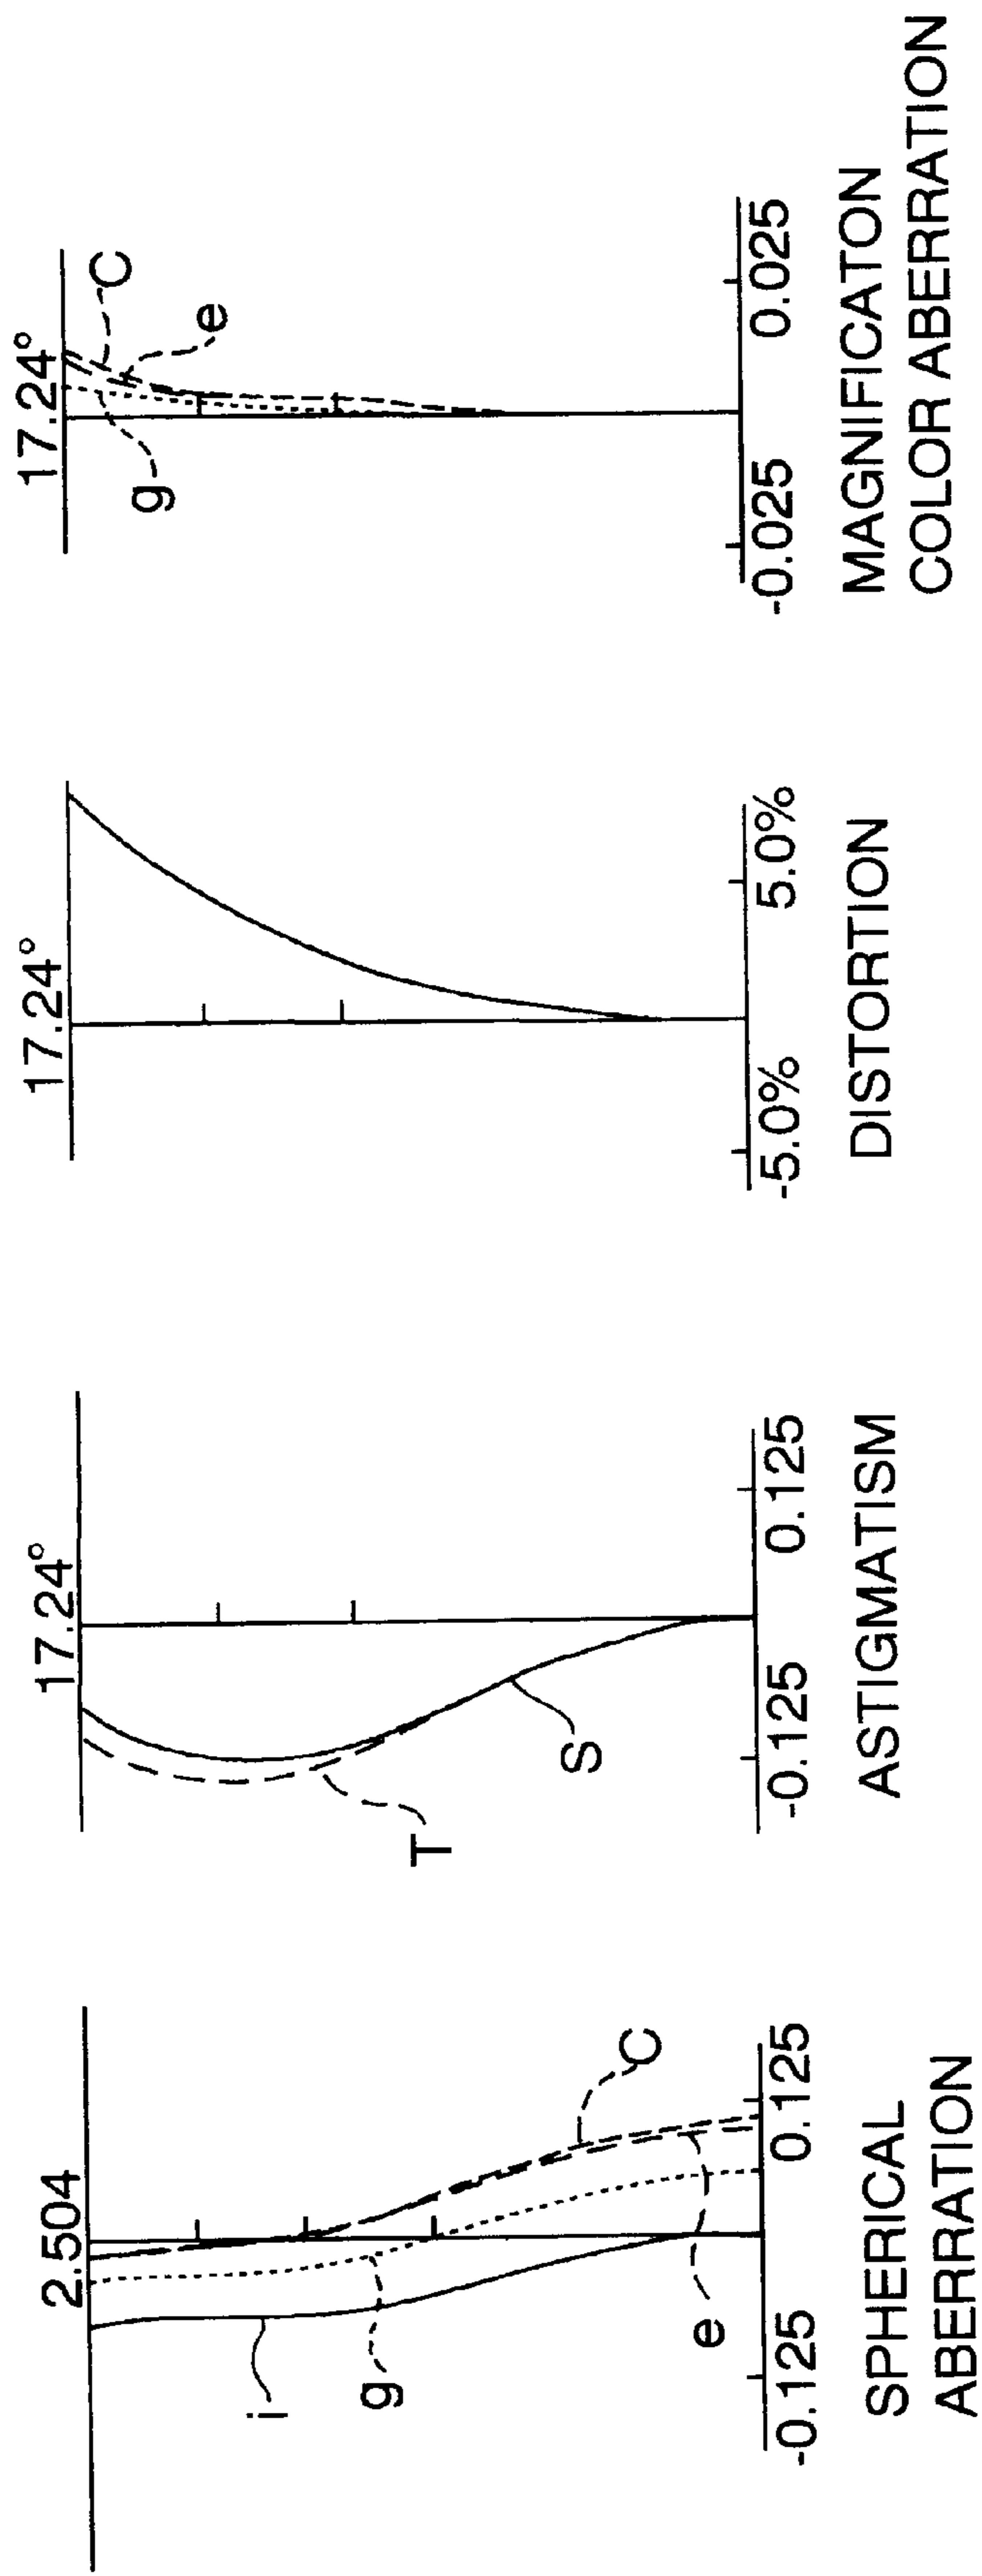 2.504
i
g
e
C
-0.125
0.125
SPHERICAL
ABERRATION
17.24°
T
S
-0.125
0.125
ASTIGMATISM
17.24°
-5.0%
5.0%
DISTORTION
17.24°
g
e
C
-0.025
0.025
MAGNIFICATON
COLOR ABERRATION